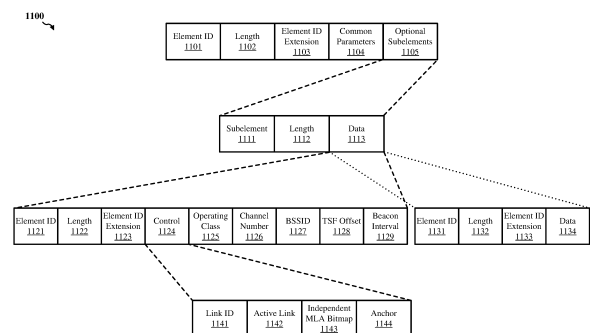 1100
Element ID
1101
Length
1102
Element ID
Extension
1103
Common
Parameters
1104
Optional
Subelements
1105
Subelement
1111
Length
1112
Data
1113
Element ID
1121
Length
1122
Element ID
Extension
1123
Control
1124
Operating
Class
1125
Channel
Number
1126
BSSID
1127
TSF Offset
1128
Beacon
Interval
1129
Element ID
1131
Length
1132
Element ID
Extension
1133
Data
1134
Link ID
1141
Active Link
1142
Independent
MLA Bitmap
1143
Anchor
1144